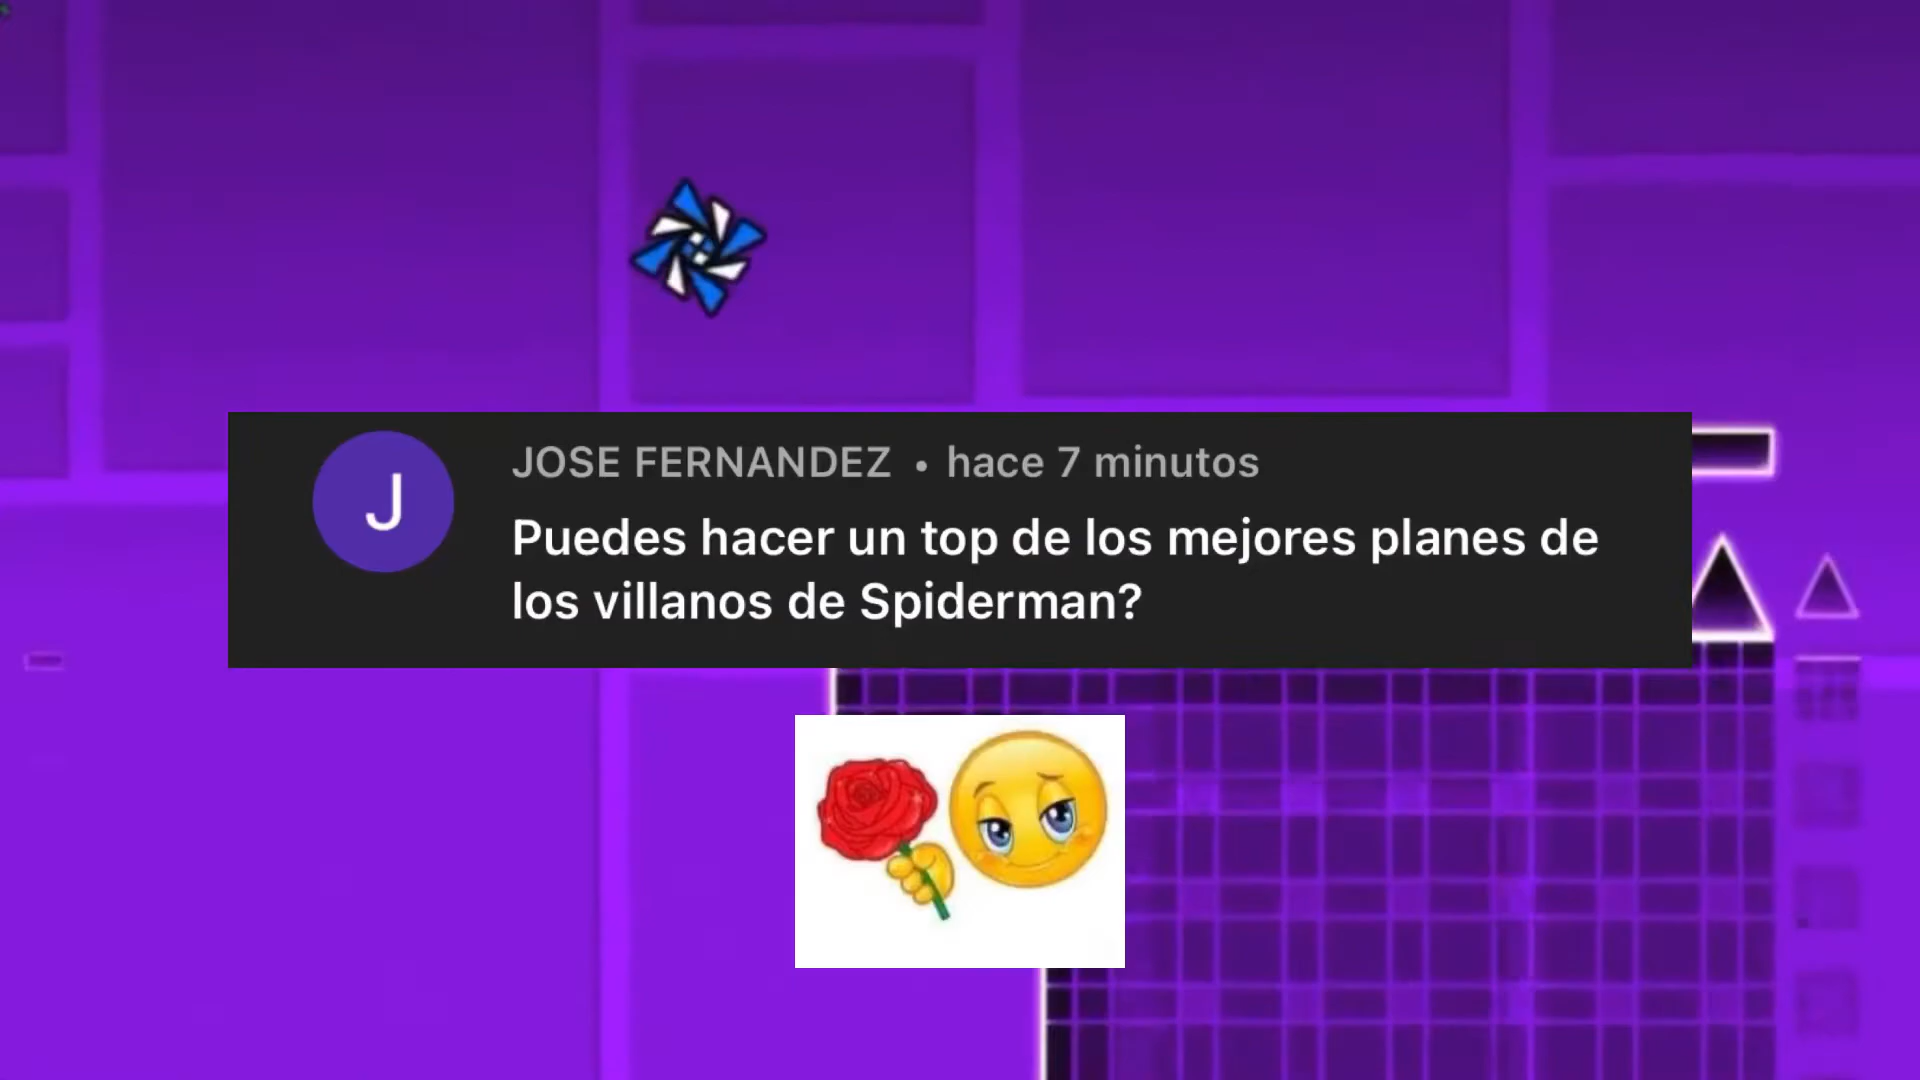 J
JOSE FERNANDEZ • hace 7 minutos
Puedes hacer un top de los mejores planes de
los villanos de Spiderman?